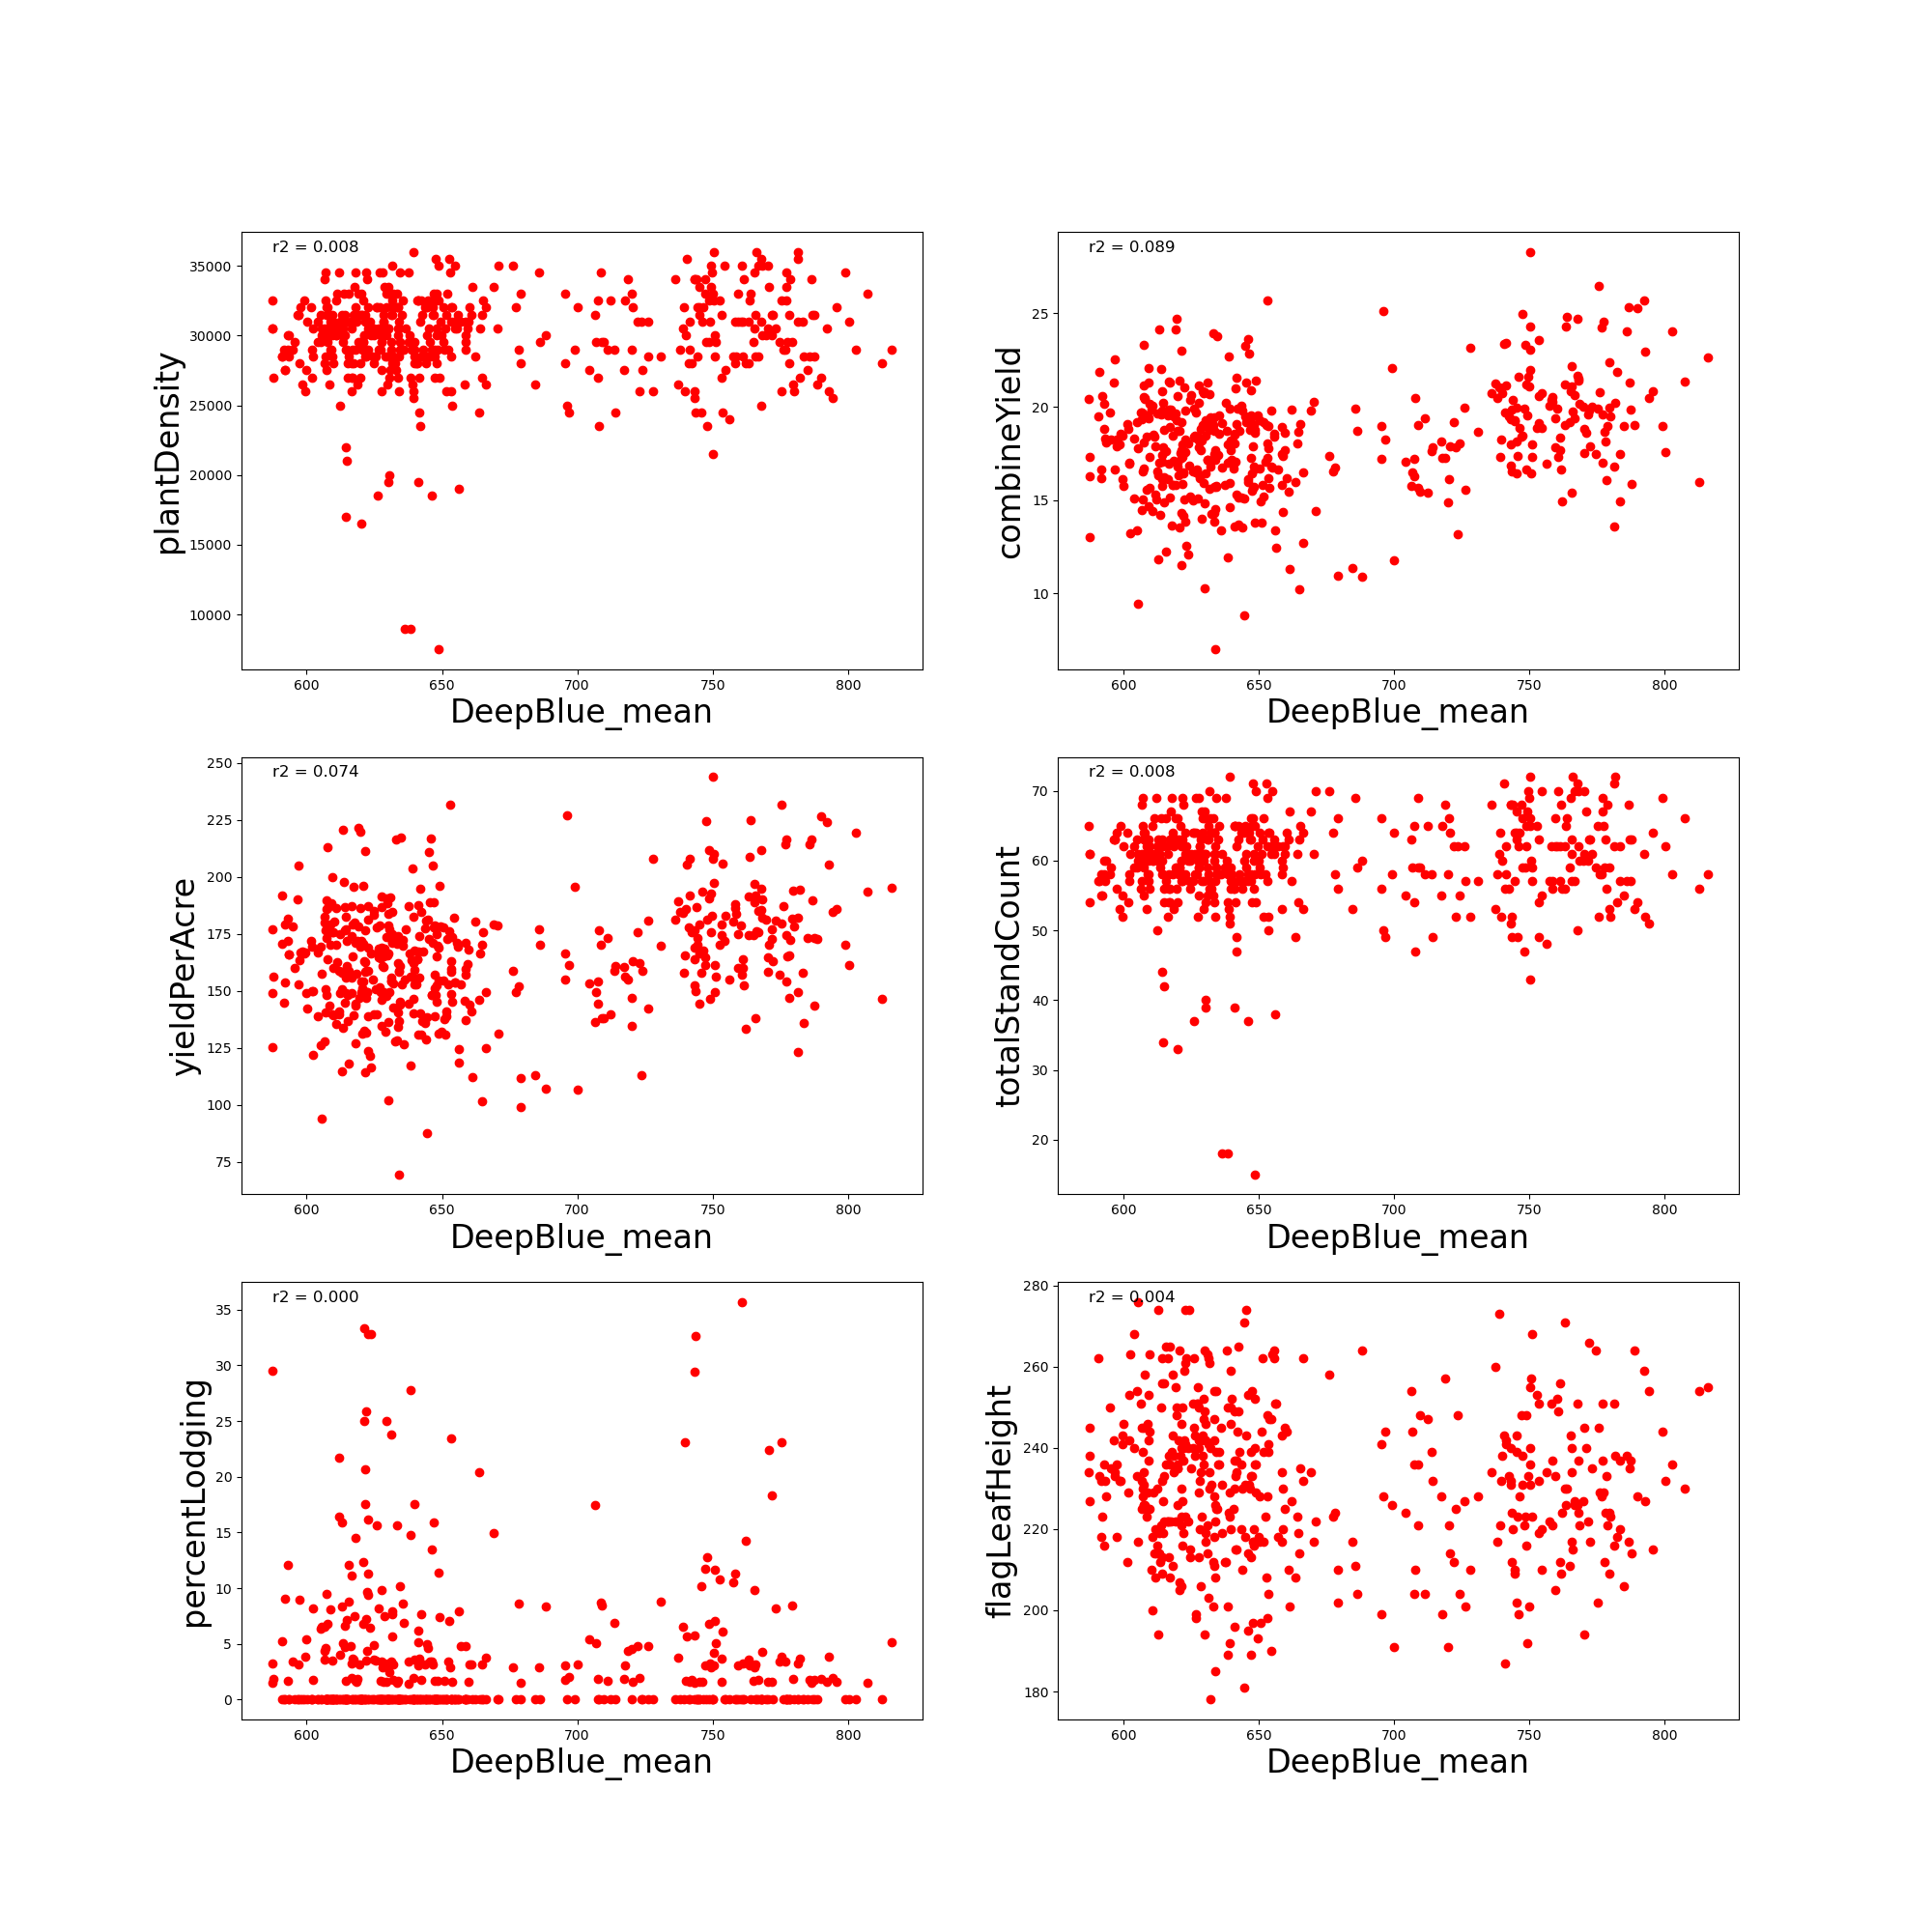 r2 = 0.008
35000
30000
25000
20000
15000
10000
plantDensity
600 650 700 750 800
DeepBlue_mean
r2 = 0.089
25
20
15
10
combineYield
600 650 700 750 800
DeepBlue_mean
r2 = 0.074
250
225
200
175
150
125
100
75
yieldPerAcre
600 650 700 750 800
DeepBlue_mean
r2 = 0.008
70
60
50
40
30
20
totalStandCount
600 650 700 750 800
DeepBlue_mean
r2 = 0.000
35
30
25
20
15
10
5
0
percentLodging
600 650 700 750 800
DeepBlue_mean
r2 = 0.004
280
260
240
220
200
180
flagLeafHeight
600 650 700 750 800
DeepBlue_mean